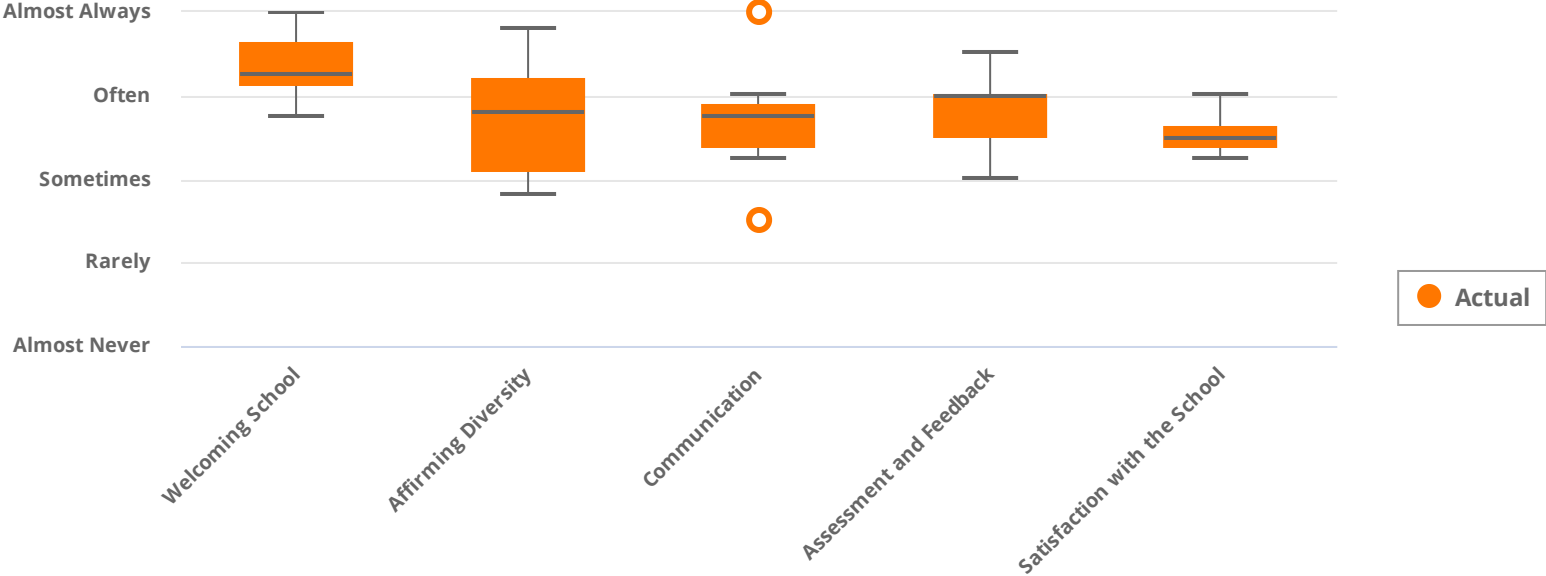 Almost Always
Often
Sometimes
Rarely
Almost Never
Welcoming School
Affirming Diversity
Communication
Assessment and Feedback
Satisfaction with the School
Actual